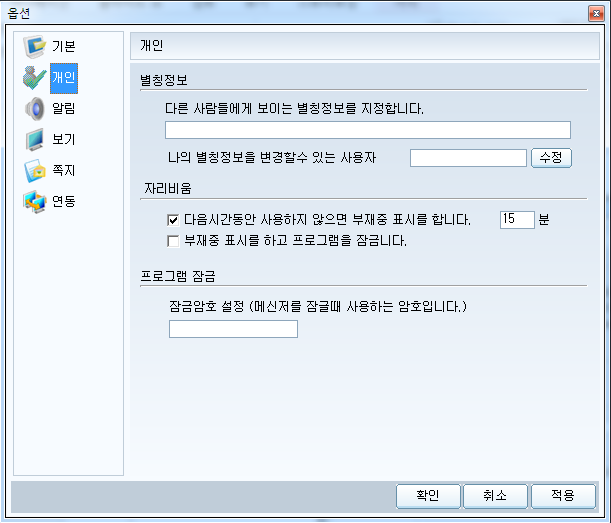 옵션
기본
개인
알림
보기
쪽지
연동
개인
별칭정보
다른 사람들에게 보이는 별칭정보를 지정합니다.
나의 별칭정보를 변경할수 있는 사용자
수정
자리비움
다음시간동안 사용하지 않으면 부재중 표시를 합니다. 15 분
부재중 표시를 하고 프로그램을 잠금니다.
프로그램 잠금
잠금암호 설정 (메신저를 잠글때 사용하는 암호입니다.)
확인 취소 적용